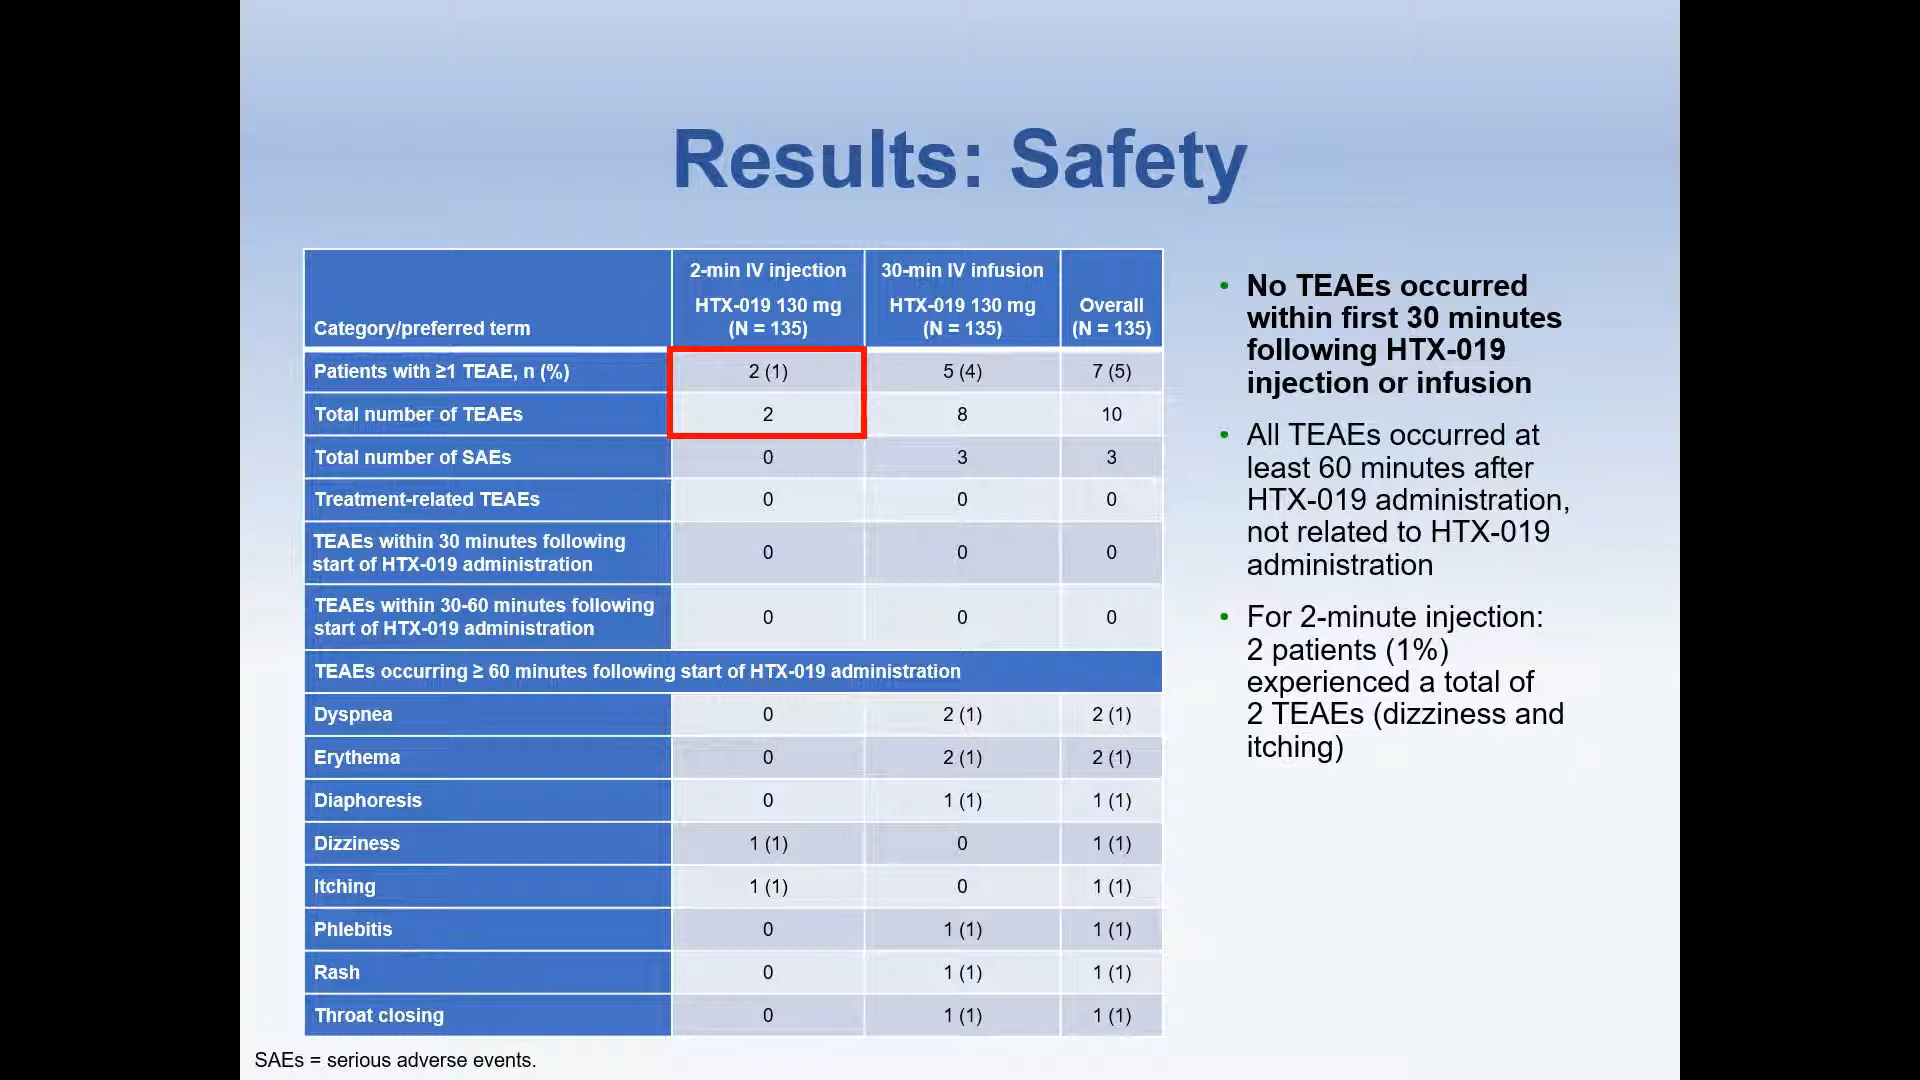 Results: Safety
Category/preferred term
2-min IV injection
HTX-019 130 mg
(N = 135)
30-min IV infusion
HTX-019 130 mg
(N = 135)
Overall
(N = 135)
Patients with ≥1 TEAE, n (%) 2 (1) 5 (4) 7 (5)
Total number of TEAEs 2 8 10
Total number of SAEs 0 3 3
Treatment-related TEAEs 0 0 0
TEAEs within 30 minutes following
start of HTX-019 administration 0 0 0
TEAEs within 30-60 minutes following
start of HTX-019 administration 0 0 0
TEAEs occurring ≥ 60 minutes following start of HTX-019 administration
Dyspnea 0 2 (1) 2 (1)
Erythema 0 2 (1) 2 (1)
Diaphoresis 0 1 (1) 1 (1)
Dizziness 1 (1) 0 1 (1)
Itching 1 (1) 0 1 (1)
Phlebitis 0 1 (1) 1 (1)
Rash 0 1 (1) 1 (1)
Throat closing 0 1 (1) 1 (1)
SAEs = serious adverse events.
• No TEAEs occurred
within first 30 minutes
following HTX-019
injection or infusion
• All TEAEs occurred at
least 60 minutes after
HTX-019 administration,
not related to HTX-019
administration
• For 2-minute injection:
2 patients (1%)
experienced a total of
2 TEAEs (dizziness and
itching)